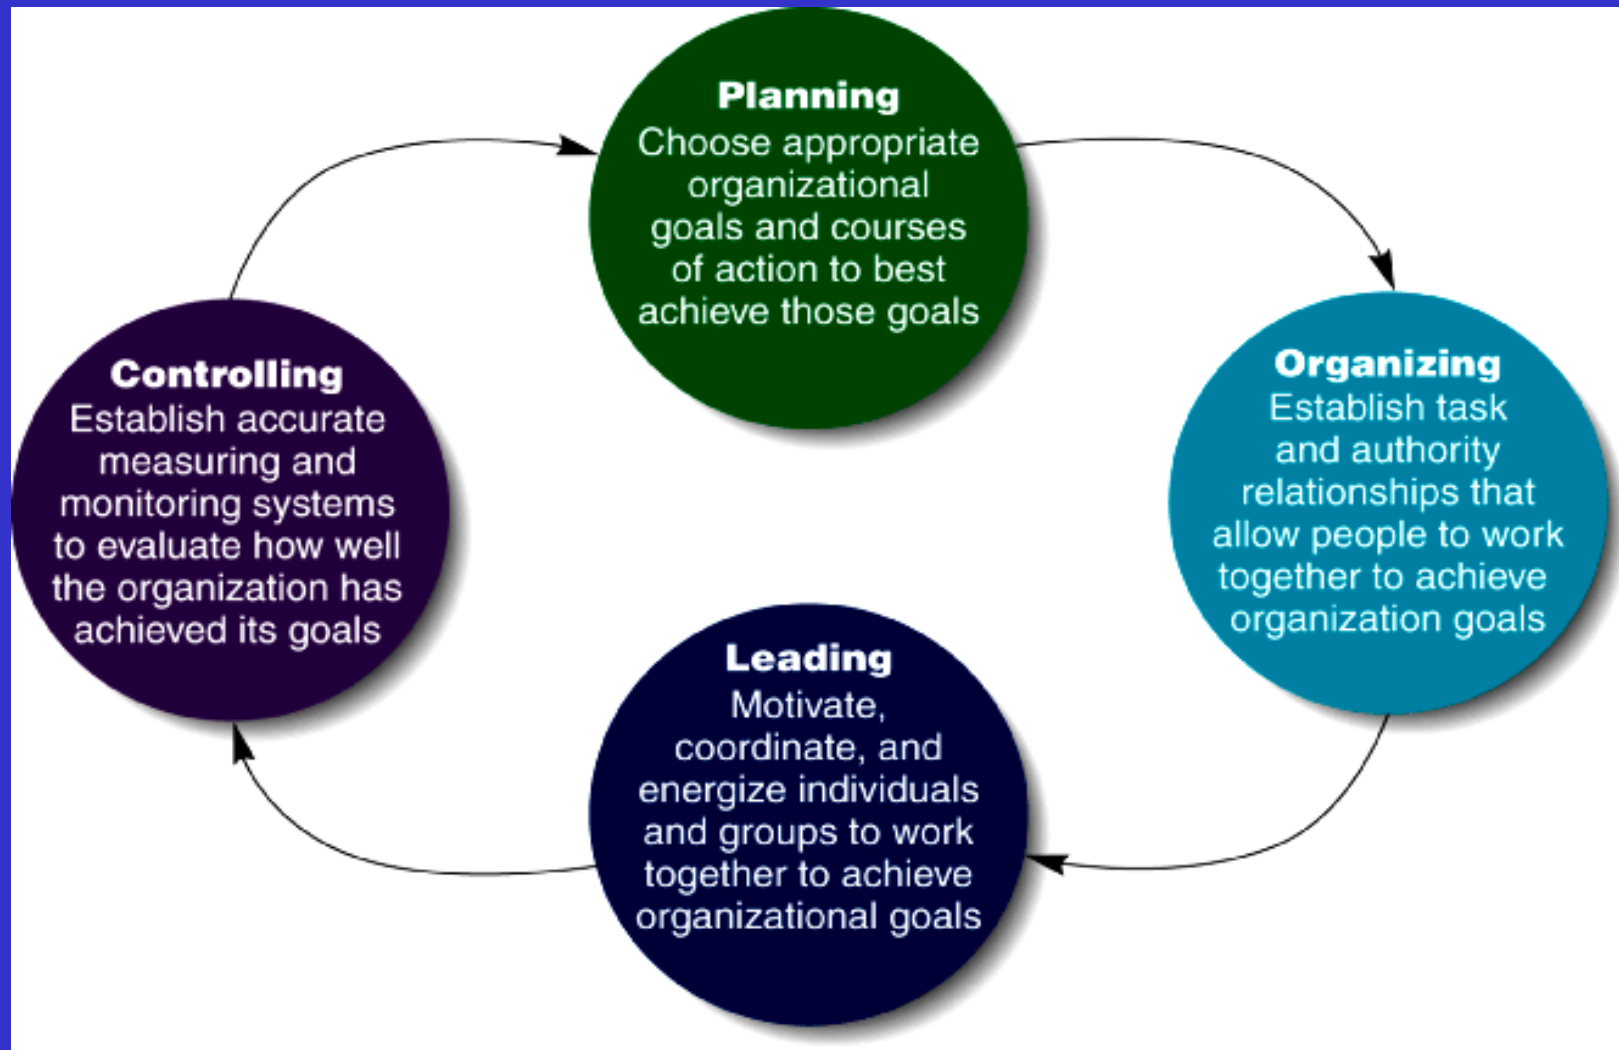 Planning
Choose appropriate
organizational
goals and courses
of action to best
achieve those goals
Organizing
Establish task
and authority
relationships that
allow people to work
together to achieve
organization goals
Leading
Motivate,
coordinate, and
energize individuals
and groups to work
together to achieve
organizational goals
Controlling
Establish accurate
measuring and
monitoring systems
to evaluate how well
the organization has
achieved its goals